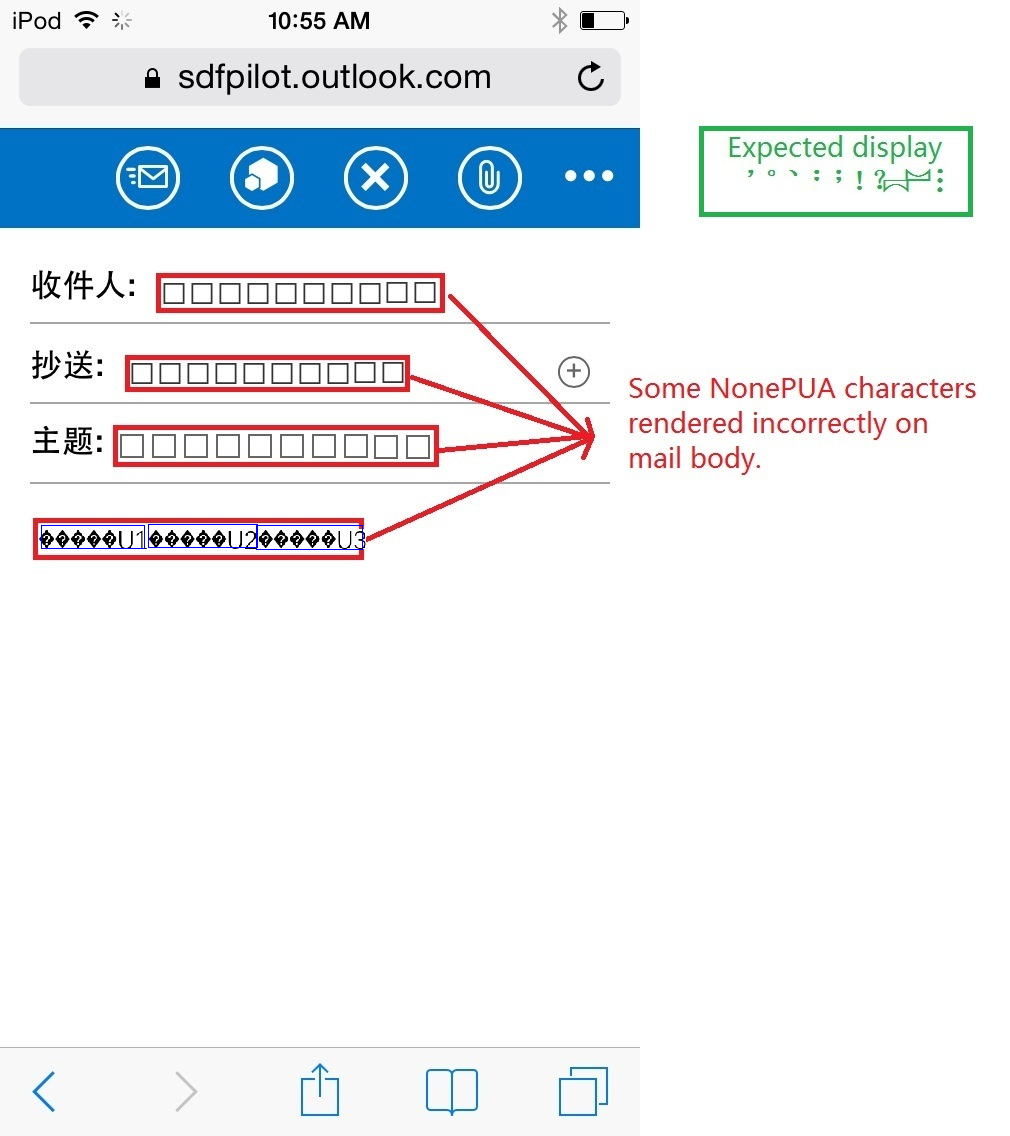 iPod
10:55 AM
sdfpilot.outlook.com
Expected display
︐︒︑︓︔︕︖︗︘︙
收件人: □□□□□□□□□□
抄送: □□□□□□□□□□
主题: □□□□□□□□□□
�����U1�����U2�����U3
Some NonePUA characters
rendered incorrectly on
mail body.